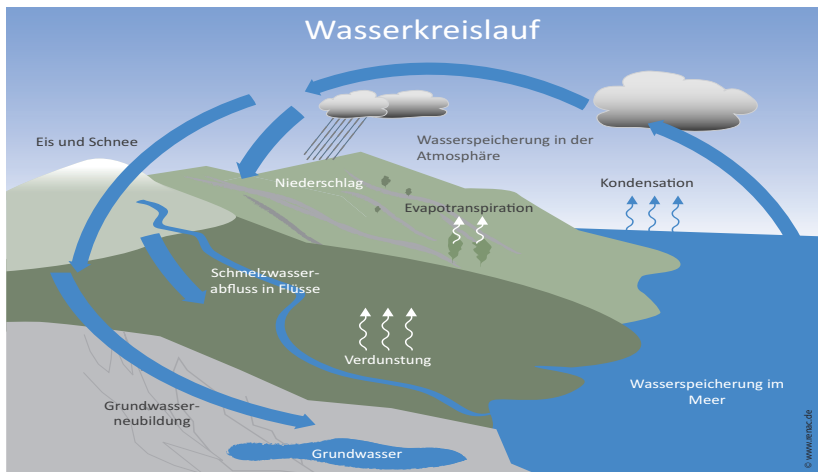 Wasserkreislauf
Eis und Schnee
Wasserspeicherung in der
Atmosphäre
Niederschlag
Kondensation
Evapotranspiration
Schmelzwasser-
abfluss in Flüsse
Verdunstung
Wasserspeicherung im
Meer
Grundwasser-
neubildung
Grundwasser
© www.renac.de